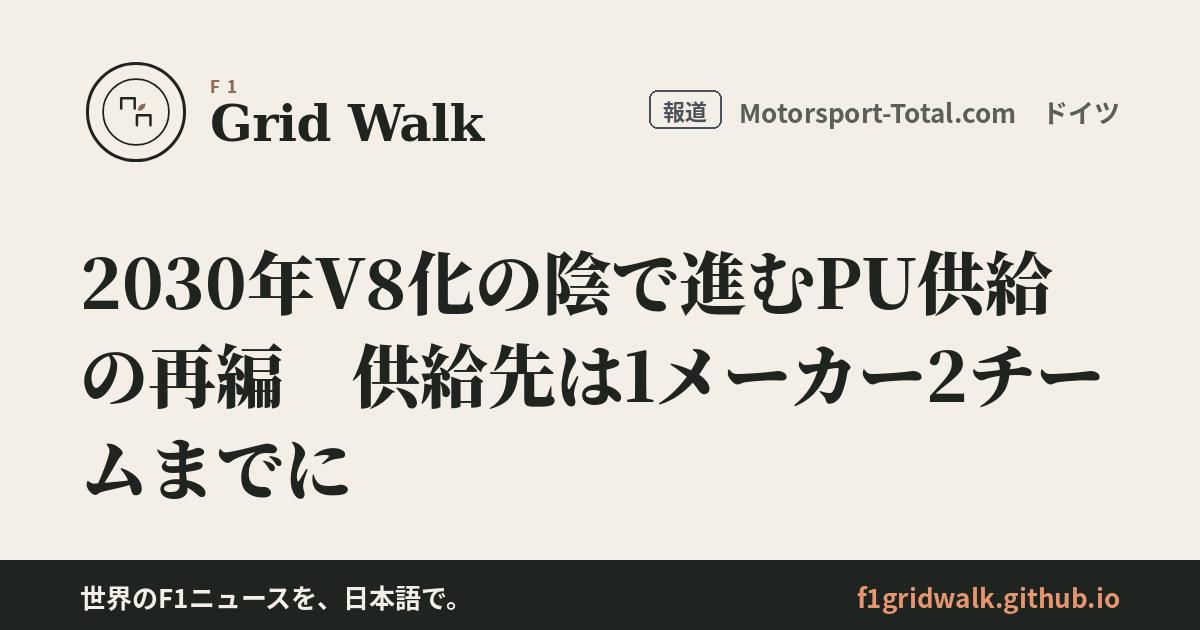 F1
Grid Walk
報道 Motorsport-Total.com ドイツ
2030年V8化の陰で進むPU供給
の再編　供給先は1メーカー2チー
ムまでに
世界のF1ニュースを、日本語で。
f1gridwalk.github.io